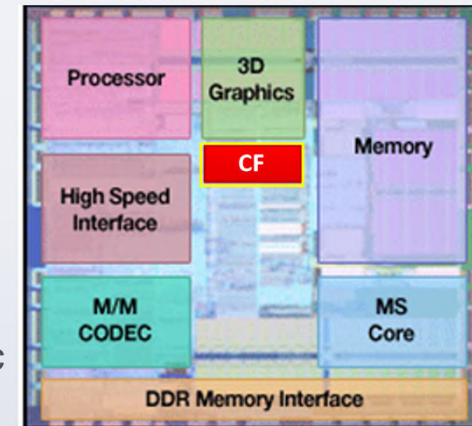 Processor
3D
Graphics
Memory
CF
High Speed
Interface
M/M
CODEC
MS
Core
DDR Memory Interface
c